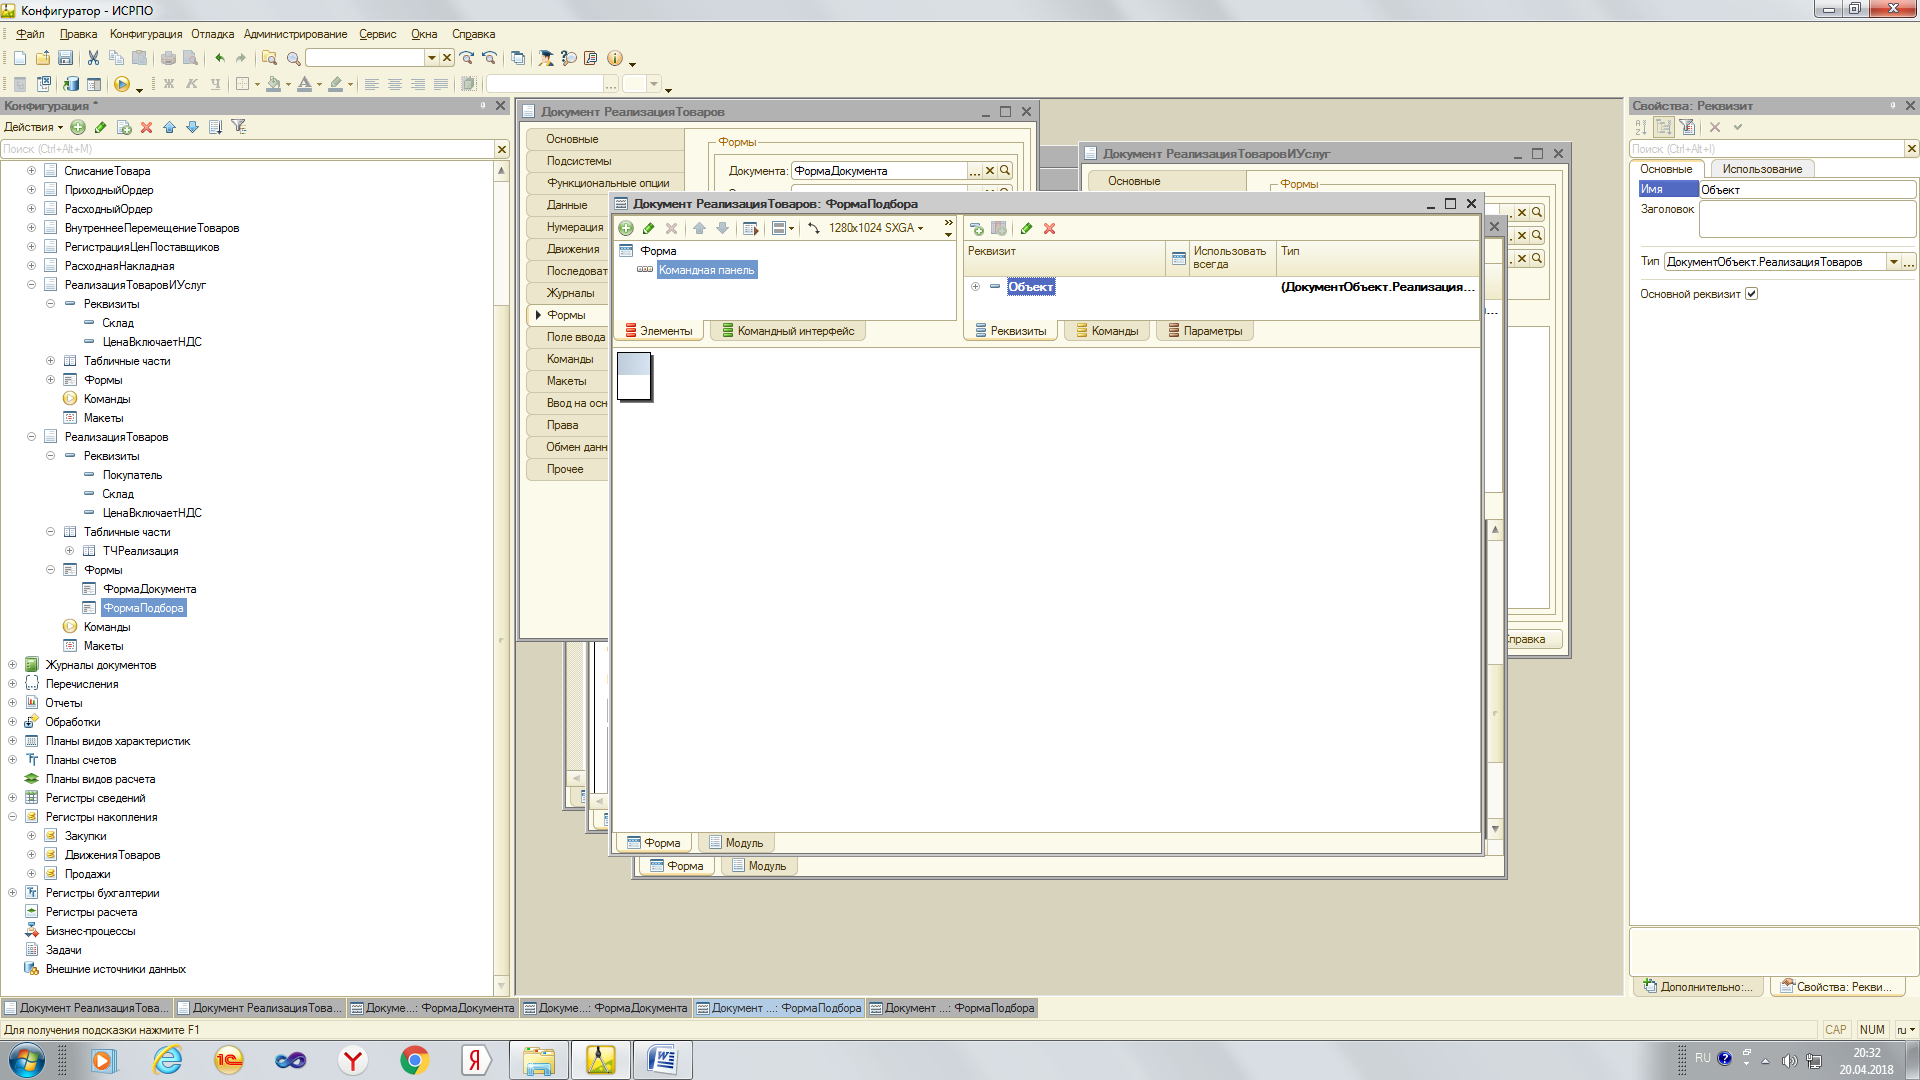 Конфигуратор - ИСРПО
Файл Правка Конфигурация Отладка Администрирование Сервис Окна Справка
Ж К Ч
Конфигурация *
Действия
Поиск (Ctrl+Alt+M)
СписаниеТовара
ПриходныйОрдер
РасходныйОрдер
ВнутреннееПеремещениеТоваров
РегистрацияЦенПоставщиков
РасходнаяНакладная
РеализацияТоваровИУслуг
Реквизиты
Склад
ЦенаВключаетНДС
Табличные части
Формы
Команды
Макеты
РеализацияТоваров
Реквизиты
Покупатель
Склад
ЦенаВключаетНДС
Табличные части
ТЧРеализация
Формы
ФормаДокумента
ФормаПодбора
Команды
Макеты
Журналы документов
Перечисления
Отчеты
Обработки
Планы видов характеристик
Планы счетов
Планы видов расчета
Регистры сведений
Регистры накопления
Закупки
ДвиженияТоваров
Продажи
Регистры бухгалтерии
Регистры расчета
Бизнес-процессы
Задачи
Внешние источники данных
Документ РеализацияТоваров
Основные
Подсистемы
Функциональные опции
Данные
Нумерация
Движения
Последоват
Журналы
Формы
Поле ввода
Команды
Макеты
Ввод на осн
Права
Обмен данн
Прочее
Формы
Документа: ФормаДокумента ...
Документ РеализацияТоваровИУслуг
Основные
Формы
Документ РеализацияТоваров: ФормаПодбора
1280x1024 SXGA
Форма
Командная панель
Элементы Командный интерфейс
Реквизит Использовать всегда Тип
Объект (ДокументОбъект.Реализация...
Реквизиты Команды Параметры
Форма Модуль
Форма Модуль
правка
Свойства: Реквизит
Поиск (Ctrl+Alt+I)
Основные Использование
Имя Объект
Заголовок
Тип ДокументОбъект.РеализацияТоваров ...
Основной реквизит
Дополнительно:... Свойства: Рекви...
Документ РеализацияТова... Документ РеализацияТова... Докуме...: ФормаДокумента Докуме...: ФормаДокумента Документ ...: ФормаПодбора Документ ...: ФормаПодбора
Для получения подсказки нажмите F1
CAP NUM ru
RU
20:32
20.04.2018